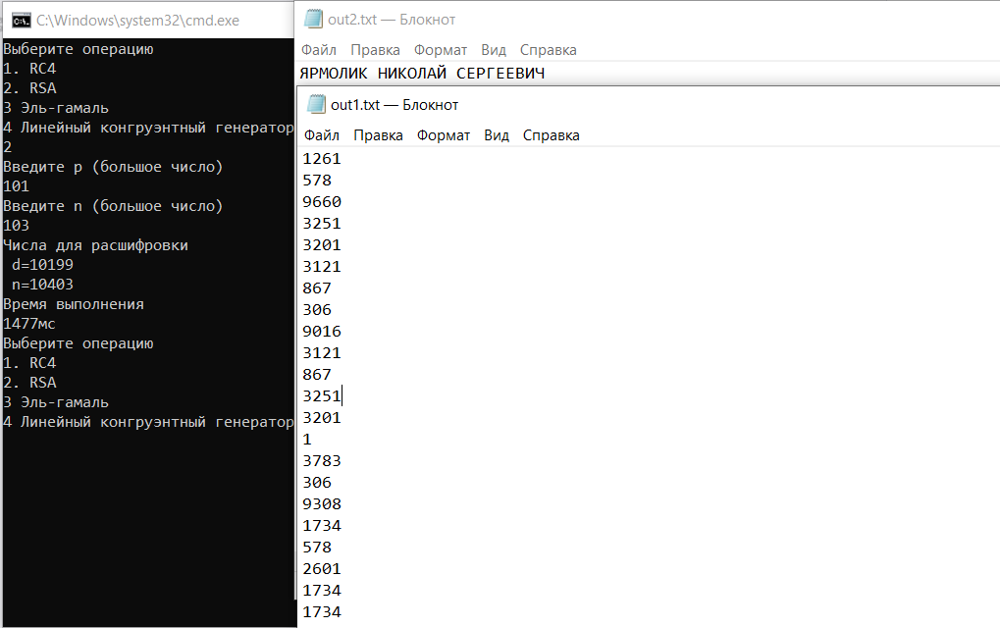 C:\Windows\system32\cmd.exe
Выберите операцию
1. RC4
2. RSA
3 Эль-гамаль
4 Линейный конгруэнтный генератор
2
Введите p (большое число)
101
Введите n (большое число)
103
Числа для расшифровки
d=10199
n=10403
Время выполнения
1477мс
Выберите операцию
1. RC4
2. RSA
3 Эль-гамаль
4 Линейный конгруэнтный генератор
out2.txt — Блокнот
Файл Правка Формат Вид Справка
ЯРМОЛИК НИКОЛАЙ СЕРГЕЕВИЧ
out1.txt — Блокнот
Файл Правка Формат Вид Справка
1261
578
9660
3251
3201
3121
867
306
9016
3121
867
3251
3201
1
3783
306
9308
1734
578
2601
1734
1734